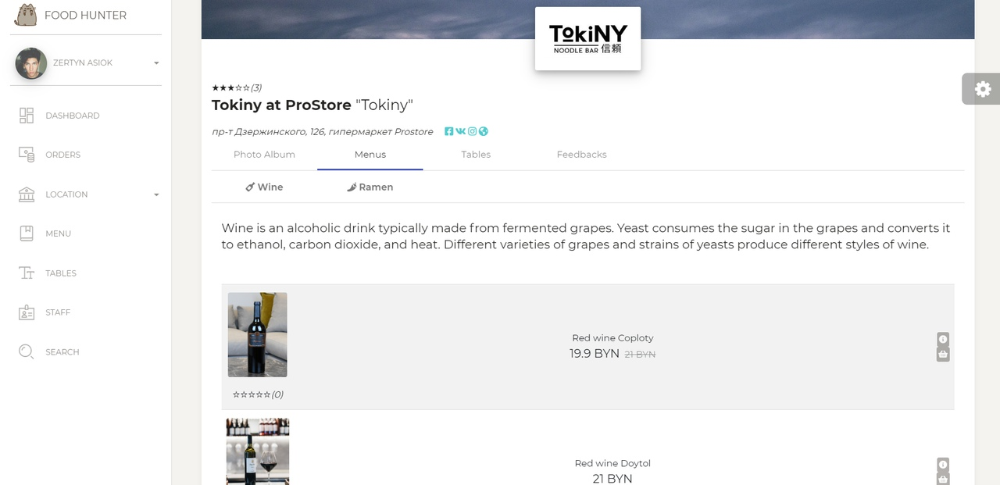 FOOD HUNTER
ZERTYN ASIOK
DASHBOARD
ORDERS
LOCATION
MENU
TABLES
STAFF
SEARCH
TokiNY
NOODLE BAR 信頼
★★★☆☆(3)
Tokiny at ProStore "Tokiny"
пр-т Дзержинского, 126, гипермаркет Prostore
Photo Album Menus Tables Feedbacks
Wine Ramen
Wine is an alcoholic drink typically made from fermented grapes. Yeast consumes the sugar in the grapes and converts it
to ethanol, carbon dioxide, and heat. Different varieties of grapes and strains of yeasts produce different styles of wine.
Red wine Coploty
19.9 BYN 21 BYN
☆☆☆☆☆(0)
Red wine Doytol
21 BYN